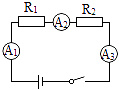 R₁ A₂ R₂
A₁ A₃